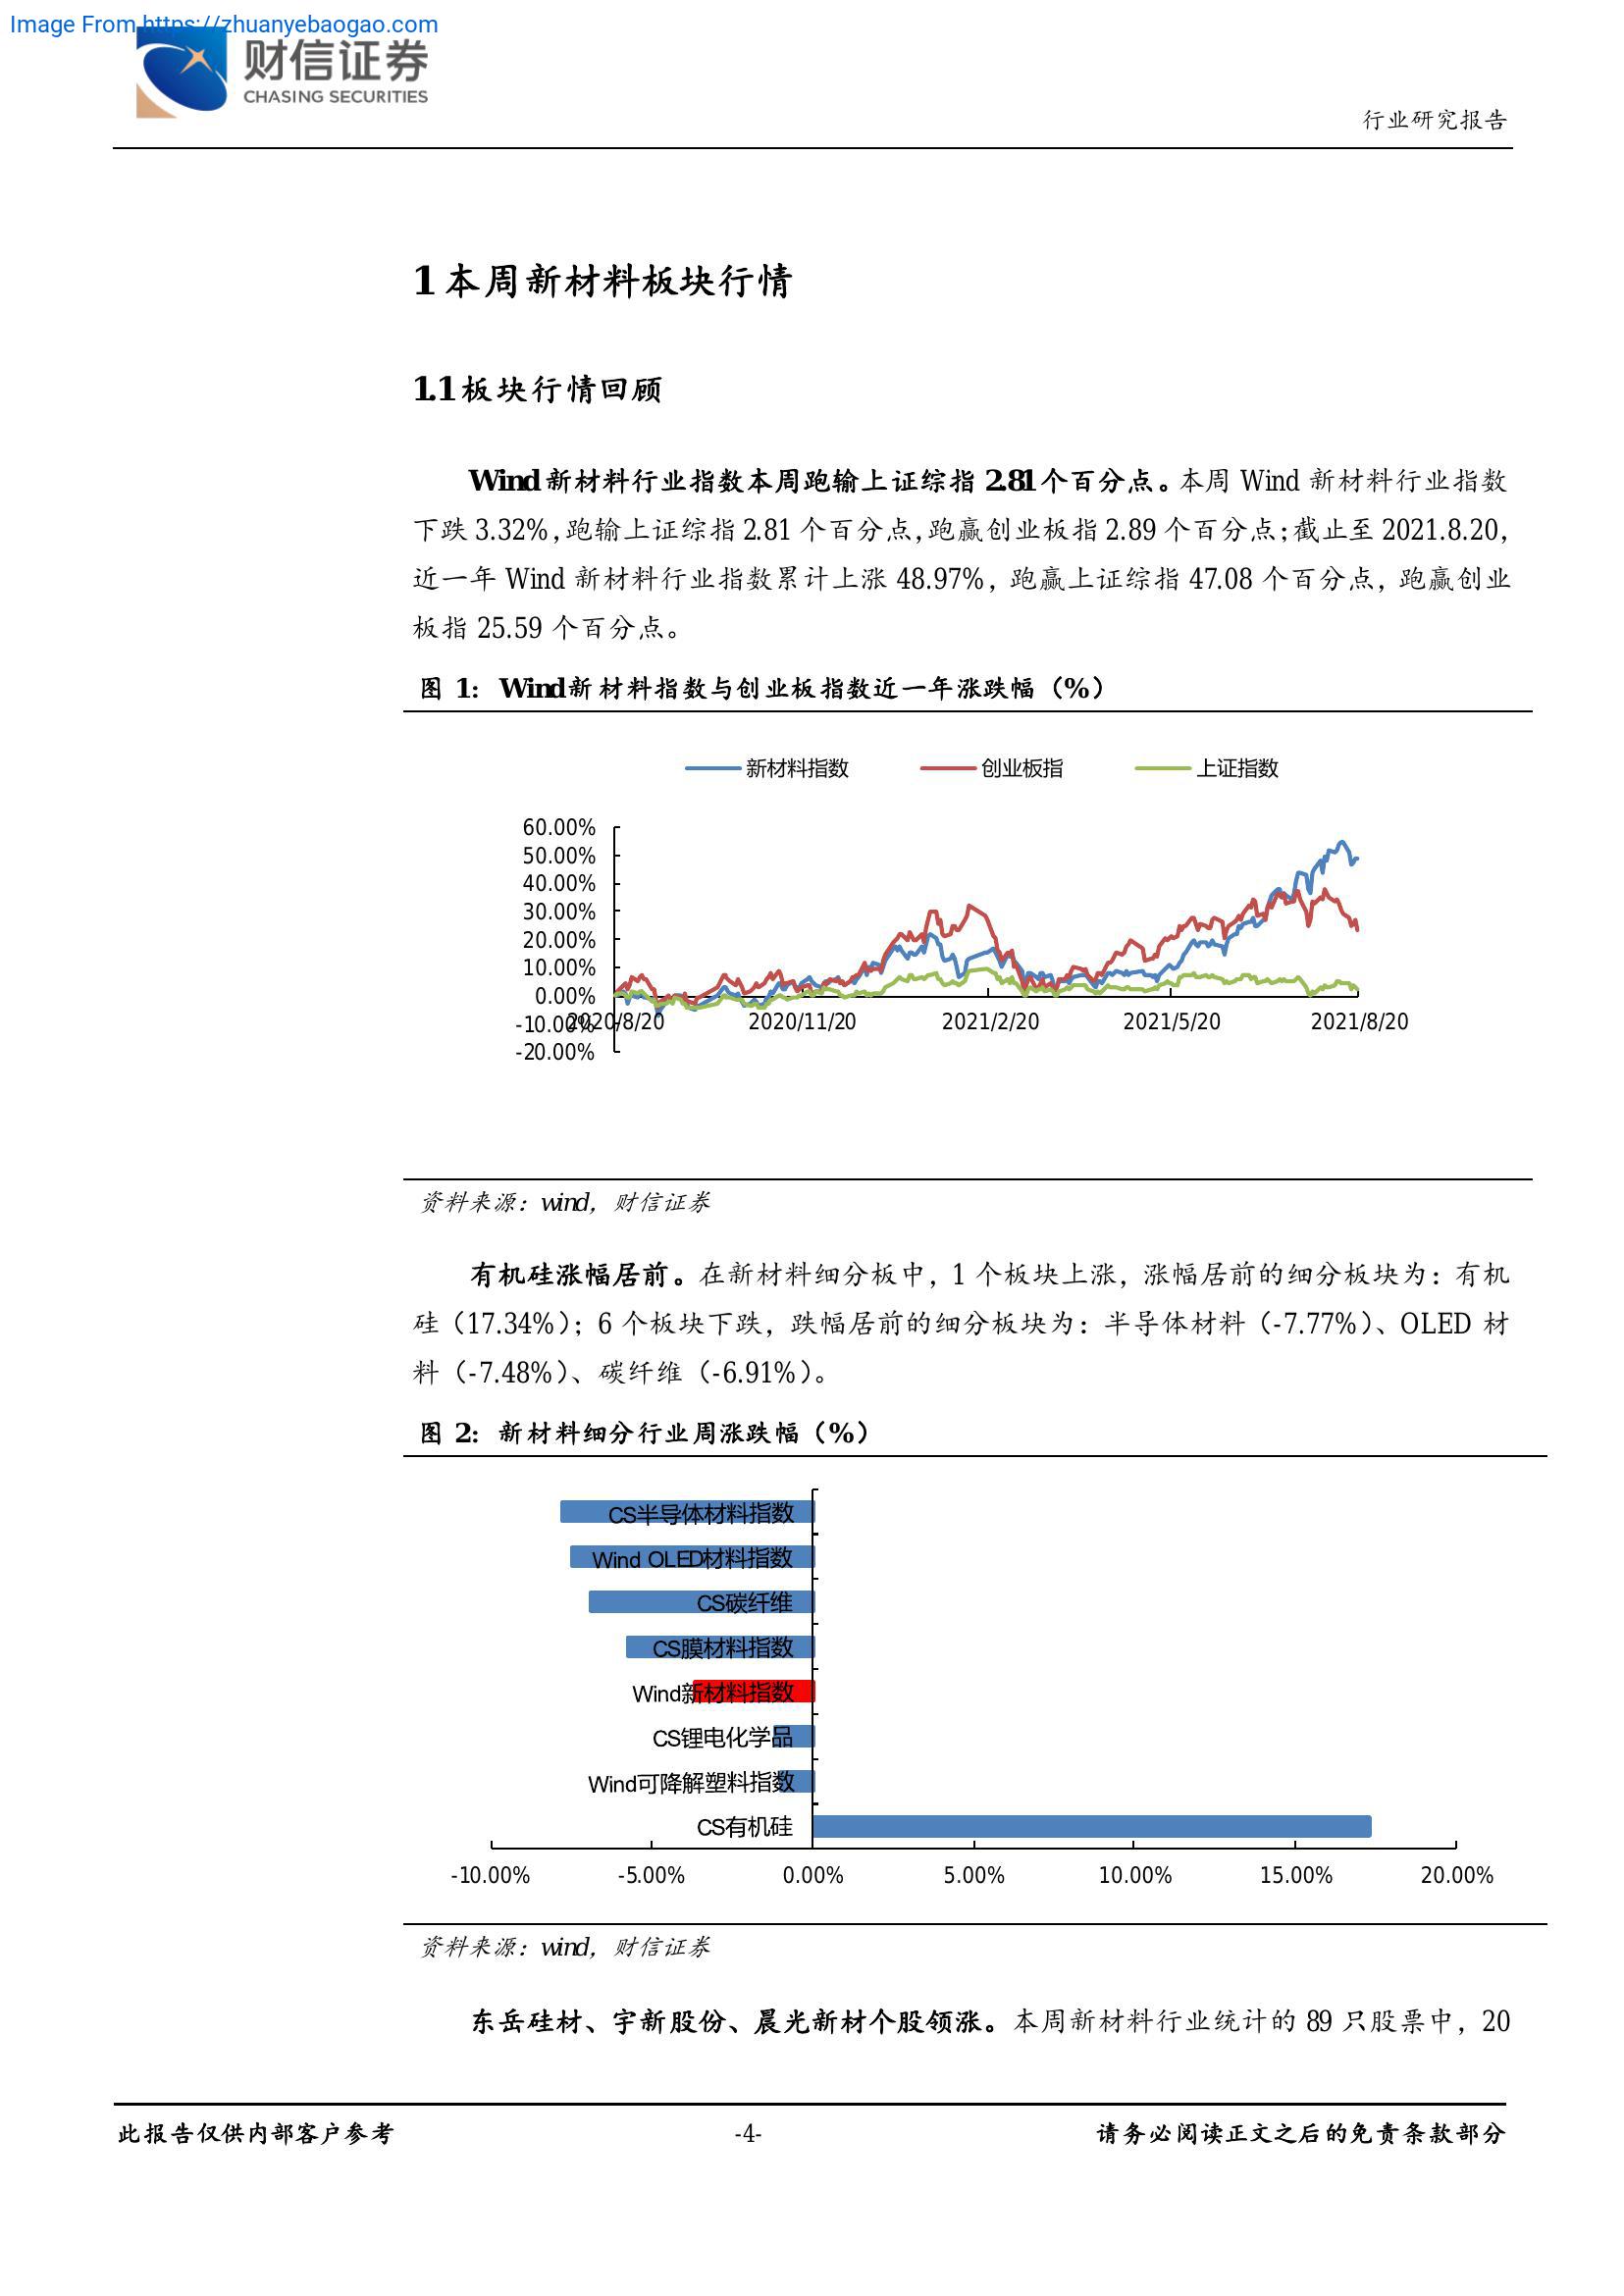 Image From https://zhuanyebaogao.com
财信证券
CHASING SECURITIES
行业研究报告
1 本周新材料板块行情
1.1 板块行情回顾
Wind 新材料行业指数本周跑输上证综指 2.81 个百分点。本周 Wind 新材料行业指数
下跌 3.32%，跑输上证综指 2.81 个百分点，跑赢创业板指 2.89 个百分点；截止至 2021.8.20，
近一年 Wind 新材料行业指数累计上涨 48.97%，跑赢上证综指 47.08 个百分点，跑赢创业
板指 25.59 个百分点。
图 1：Wind 新材料指数与创业板指数近一年涨跌幅（%）
新材料指数 创业板指 上证指数
60.00%
50.00%
40.00%
30.00%
20.00%
10.00%
0.00%
-10.00%
-20.00%
2020/8/20 2020/11/20 2021/2/20 2021/5/20 2021/8/20
资料来源：wind，财信证券
有机硅涨幅居前。在新材料细分板中，1 个板块上涨，涨幅居前的细分板块为：有机
硅（17.34%）；6 个板块下跌，跌幅居前的细分板块为：半导体材料（-7.77%）、OLED 材
料（-7.48%）、碳纤维（-6.91%）。
图 2：新材料细分行业周涨跌幅（%）
CS半导体材料指数
Wind OLED材料指数
CS碳纤维
CS膜材料指数
Wind新材料指数
CS锂电化学品
Wind可降解塑料指数
CS有机硅
-10.00% -5.00% 0.00% 5.00% 10.00% 15.00% 20.00%
资料来源：wind，财信证券
东岳硅材、宇新股份、晨光新材个股领涨。本周新材料行业统计的 89 只股票中，20
此报告仅供内部客户参考 -4- 请务必阅读正文之后的免责条款部分